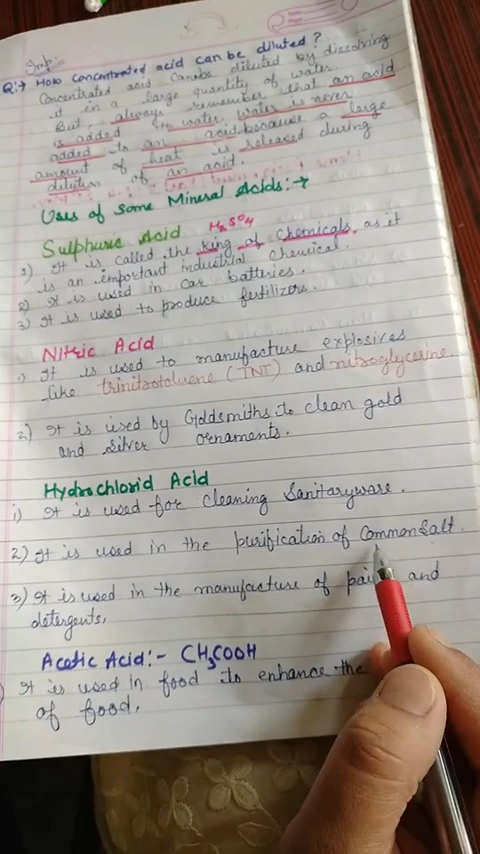 Imp.
Q:→ How concentrated acid can be diluted?
Concentrated acid can be diluted by dissolving
it in a large quantity of water.
But, always remember that an acid
is added to water, water is never
added to an acid because a large
amount of heat is released during
dilution of an acid.
Uses of Some Mineral Acids:→
Sulphuric Acid H2SO4
1) It is called the king of chemicals, as it
is an important industrial chemical.
2) It is used in car batteries.
3) It is used to produce fertilizers.
Nitric Acid
1) It is used to manufacture explosives
like trinitrotoluene (TNT) and nitroglycerine.
2) It is used by Goldsmiths to clean gold
and silver ornaments.
Hydrochlorid Acid
1) It is used for cleaning Sanitaryware.
2) It is used in the purification of Common Salt.
3) It is used in the manufacture of and
detergents,
Acetic Acid:- CH3COOH
) It is used in food to enhance the
of food,